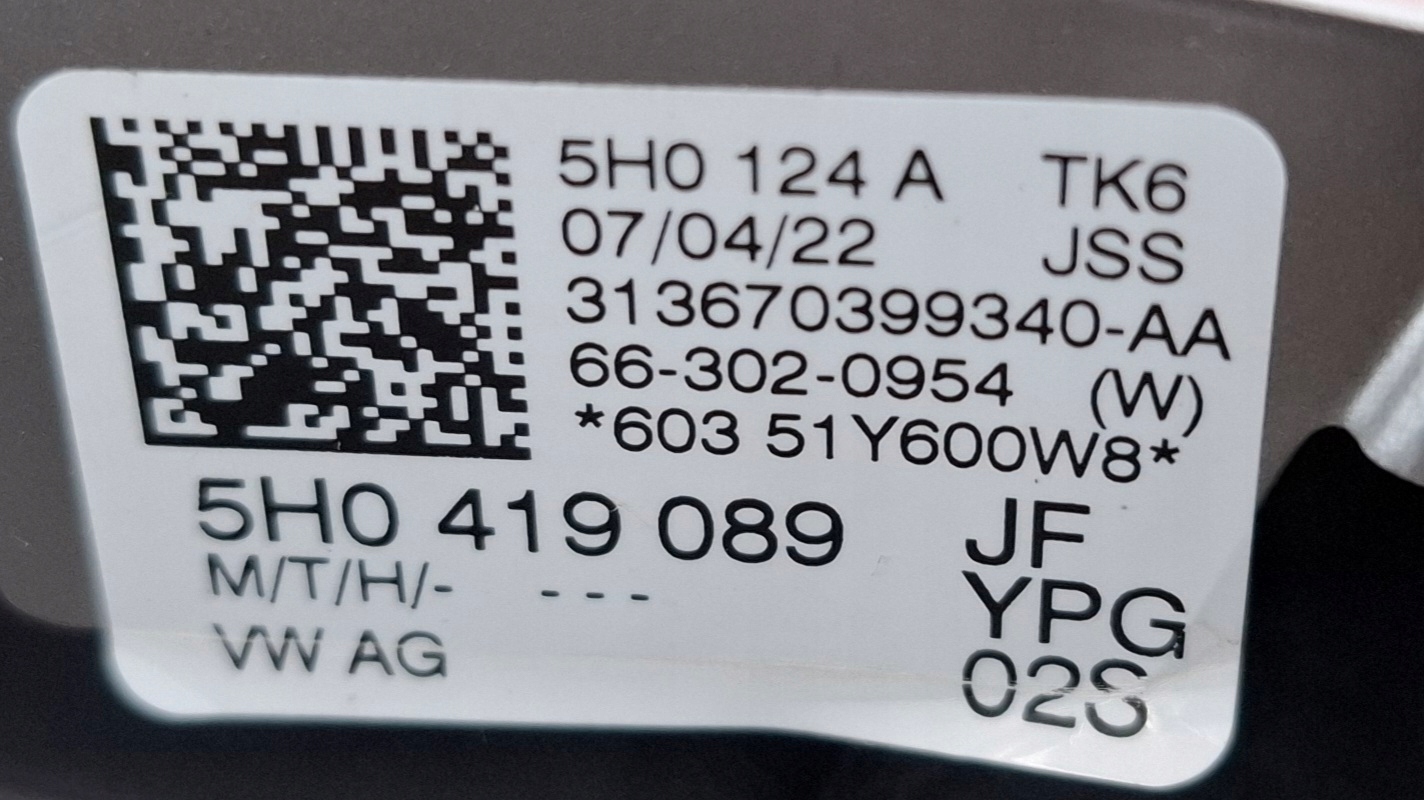 5H0 124 A TK6
07/04/22 JSS
313670399340-AA
66-302-0954 (W)
*603 51Y600W8*
5H0 419 089 JF
M/T/H/- --- YPG
VW AG 02S